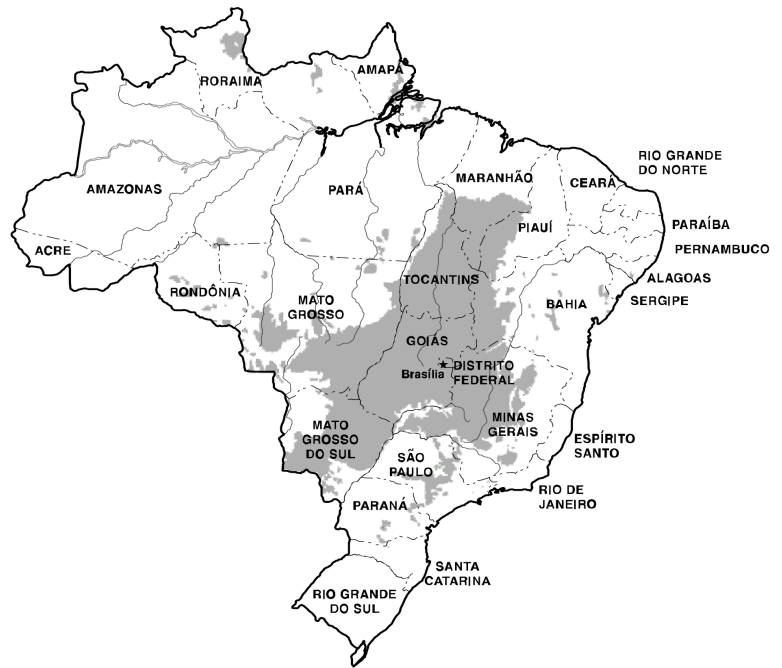 RORAIMA
AMAPÁ
AMAZONAS
PARÁ
MARANHÃO
CEARÁ
RIO GRANDE
DO NORTE
PIAUÍ
PARAÍBA
PERNAMBUCO
ACRE
ALAGOAS
TOCANTINS
RONDÔNIA
SERGIPE
MATO
GROSSO
BAHIA
GOIÁS
Brasília
DISTRITO
FEDERAL
MATO
GROSSO
DO SUL
MINAS
GERAIS
ESPÍRITO
SANTO
SÃO
PAULO
RIO DE
JANEIRO
PARANÁ
SANTA
CATARINA
RIO GRANDE
DO SUL